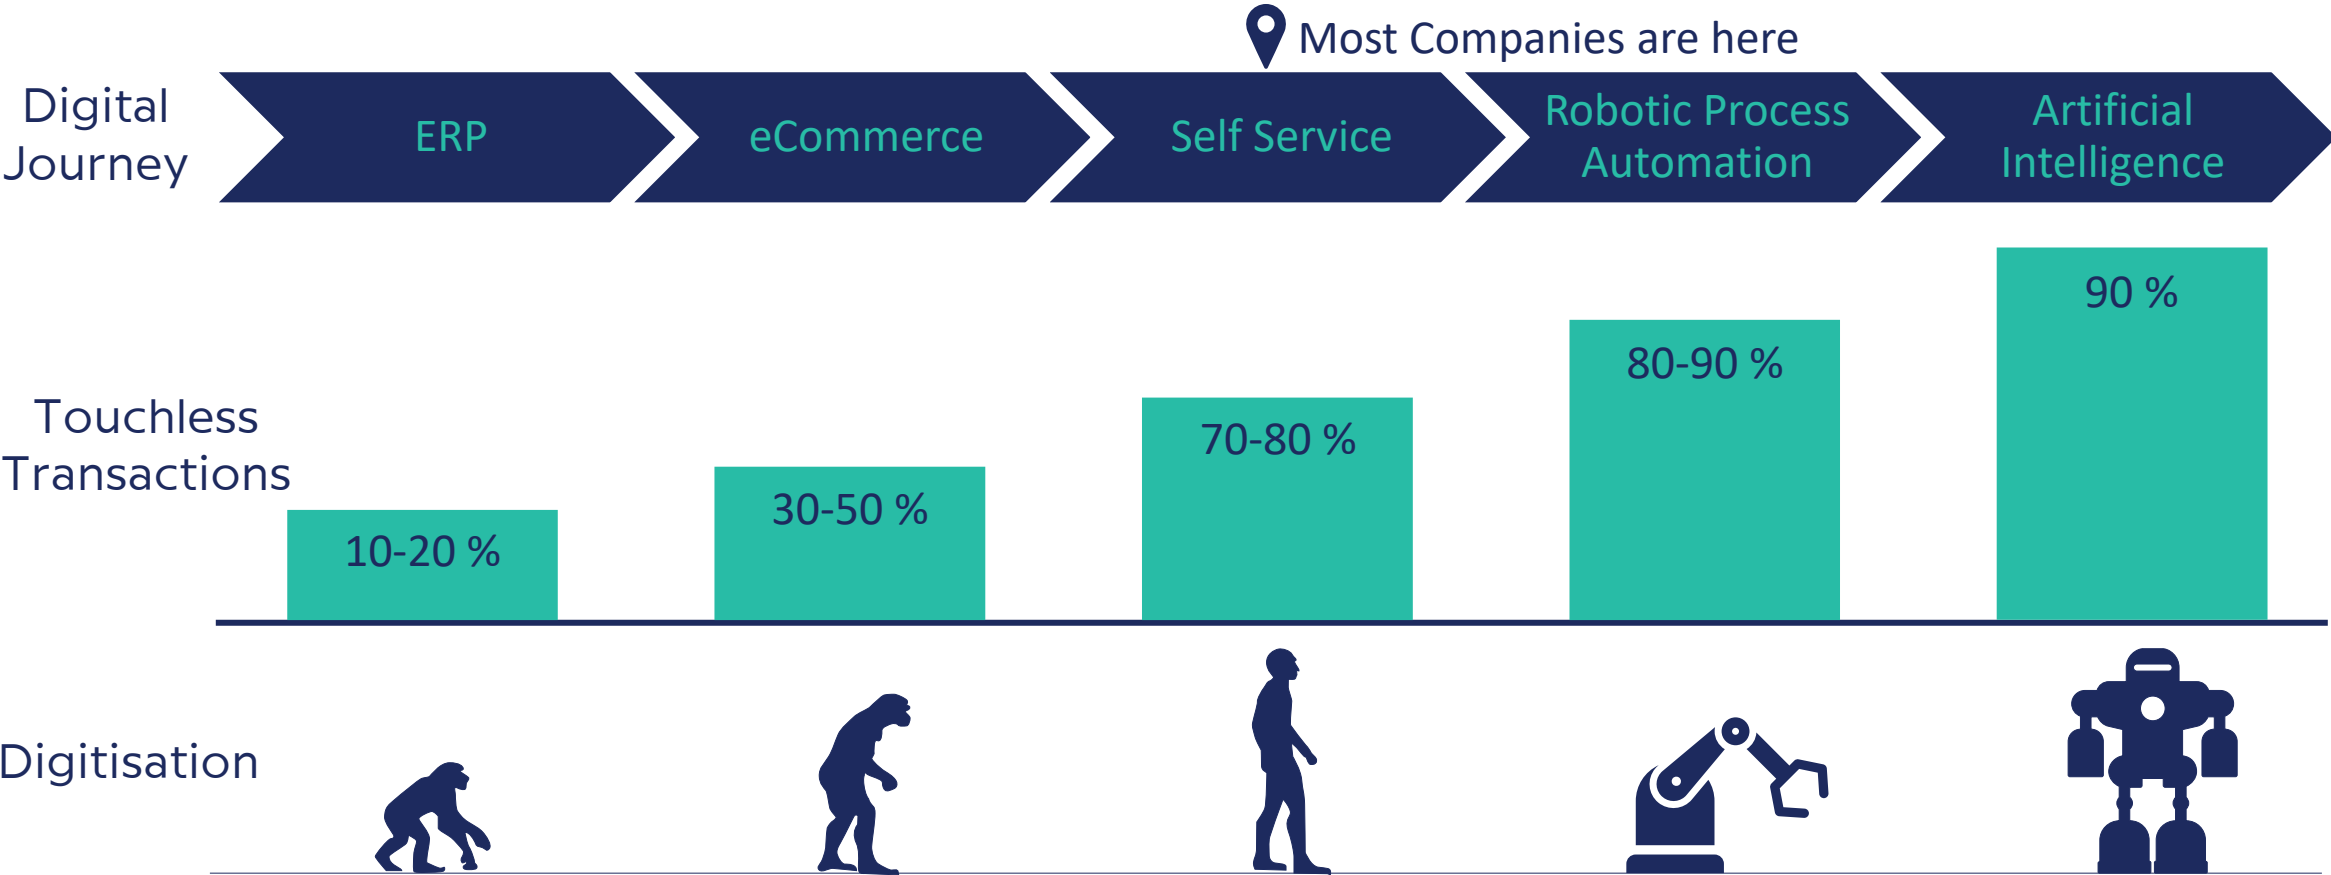 Most Companies are here
Digital
Journey
ERP
eCommerce
Self Service
Robotic Process
Automation
Artificial
Intelligence
Touchless
Transactions
10-20 %
30-50 %
70-80 %
80-90 %
90 %
Digitisation